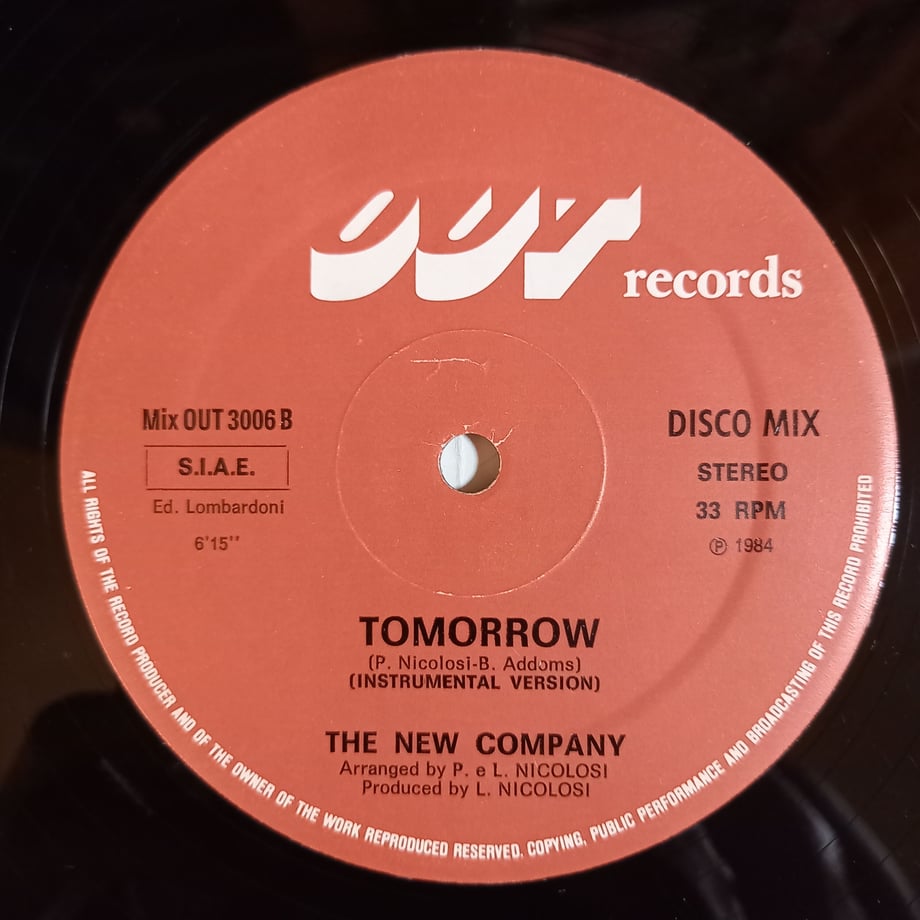 OUT records
Mix OUT 3006 B
S.I.A.E.
Ed. Lombardoni
6'15''
DISCO MIX
STEREO
33 RPM
℗ 1984
TOMORROW
(P. Nicolosi-B. Addoms)
(INSTRUMENTAL VERSION)
THE NEW COMPANY
Arranged by P. e L. NICOLOSI
Produced by L. NICOLOSI
ALL RIGHTS OF THE RECORD PRODUCER AND OF THE OWNER OF THE WORK REPRODUCED RESERVED. COPYING, PUBLIC PERFORMANCE AND BROADCASTING OF THIS RECORD PROHIBITED